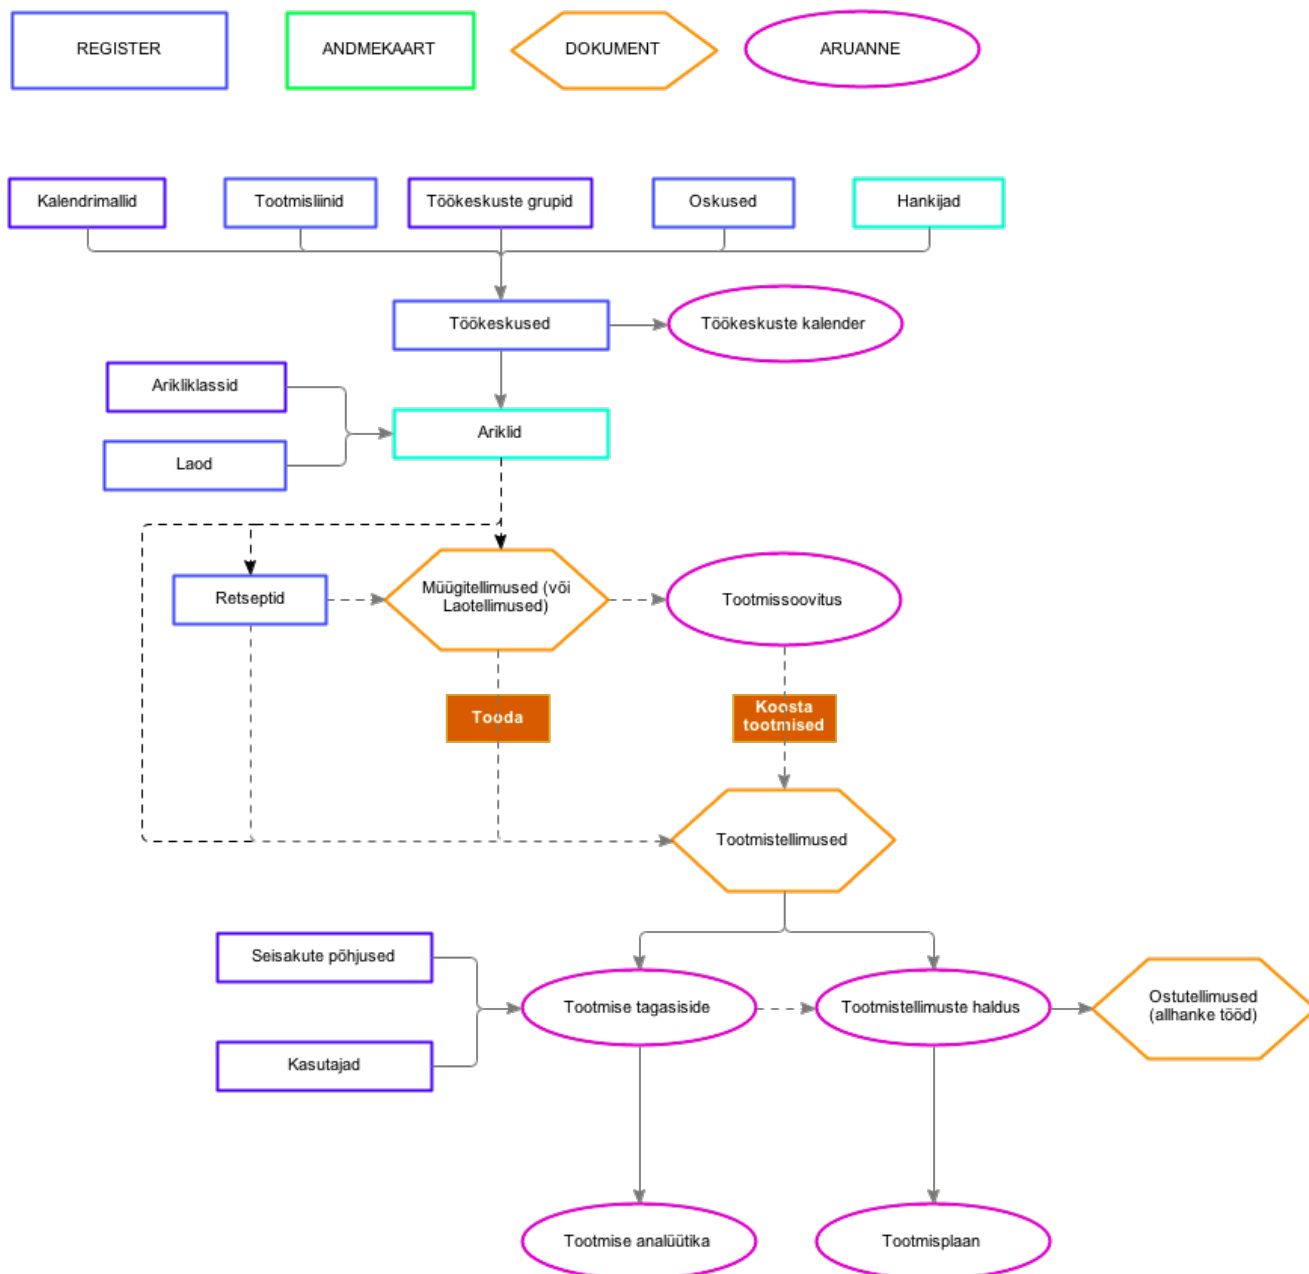 REGISTER
ANDMEKAART
DOKUMENT
ARUANNE
Kalendrimallid
Tootmisliinid
Töökeskuste grupid
Oskused
Hankijad
Töökeskused
Töökeskuste kalender
Arikliklassid
Ariklid
Laod
Retseptid
Müügitellimused (või
Laotellimused)
Tootmissoovitus
Tooda
Koosta
tootmised
Tootmistellimused
Seisakute põhjused
Tootmise tagasiside
Tootmistellimuste haldus
Ostutellimused
(allhanke tööd)
Kasutajad
Tootmise analüütika
Tootmisplaan